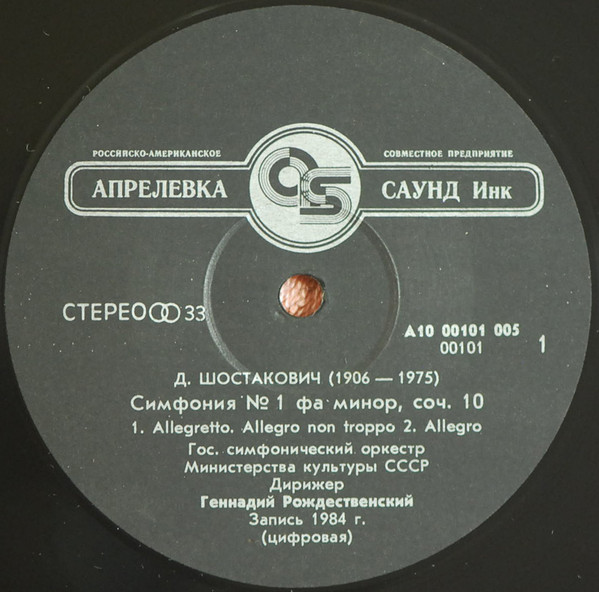 РОССИЙСКО-АМЕРИКАНСКОЕ СОВМЕСТНОЕ ПРЕДПРИЯТИЕ
АПРЕЛЕВКА САУНД Инк
СТЕРЕО 33
А10 00101 005
00101 1
Д. ШОСТАКОВИЧ (1906 — 1975)
Симфония № 1 фа минор, соч. 10
1. Allegretto. Allegro non troppo 2. Allegro
Гос. симфонический оркестр
Министерства культуры СССР
Дирижер
Геннадий Рождественский
Запись 1984 г.
(цифровая)